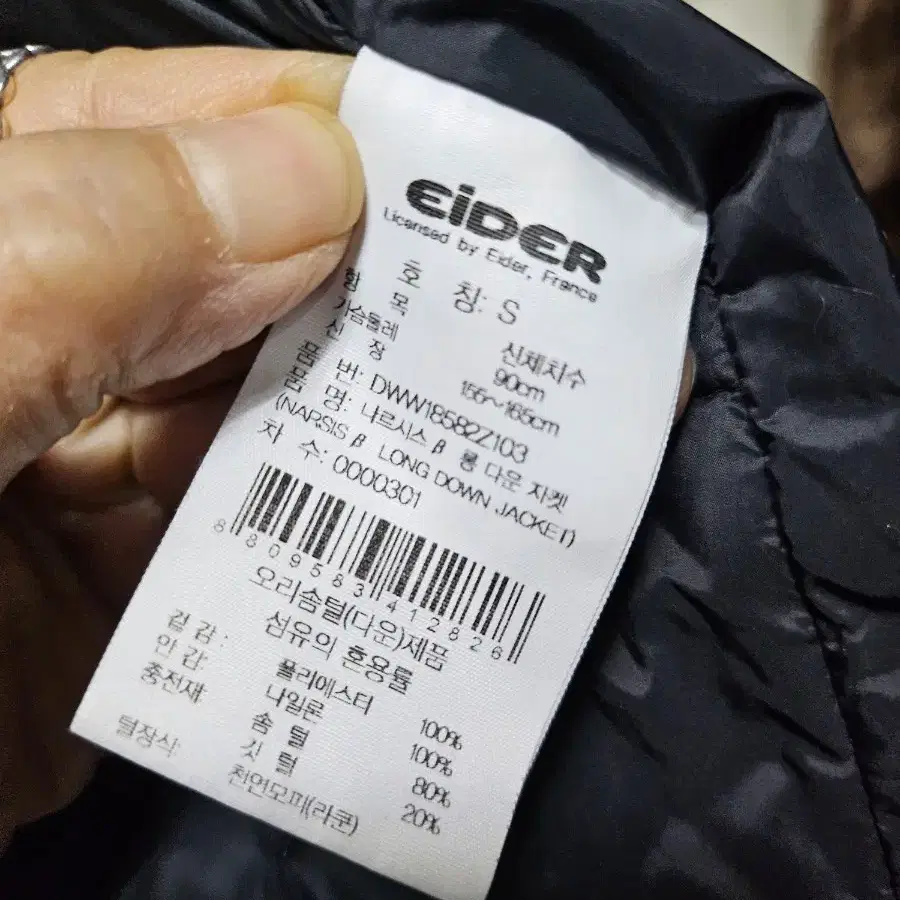 EiDER
Licensed by Eider, France
호 칭: S
항 목 신체치수
가슴둘레 90cm
신 장 155~165cm
품 번: DWW18582Z103
품 명: 나르시스 β 롱 다운 자켓
(NARSIS β LONG DOWN JACKET)
차 수: 0000301
8809583412826
오리솜털(다운)제품
섬유의 혼용률
겉 감: 폴리에스터 100%
안 감: 나일론 100%
충전재: 솜 털 80%
깃 털 20%
털장식: 천연모피(라쿤)